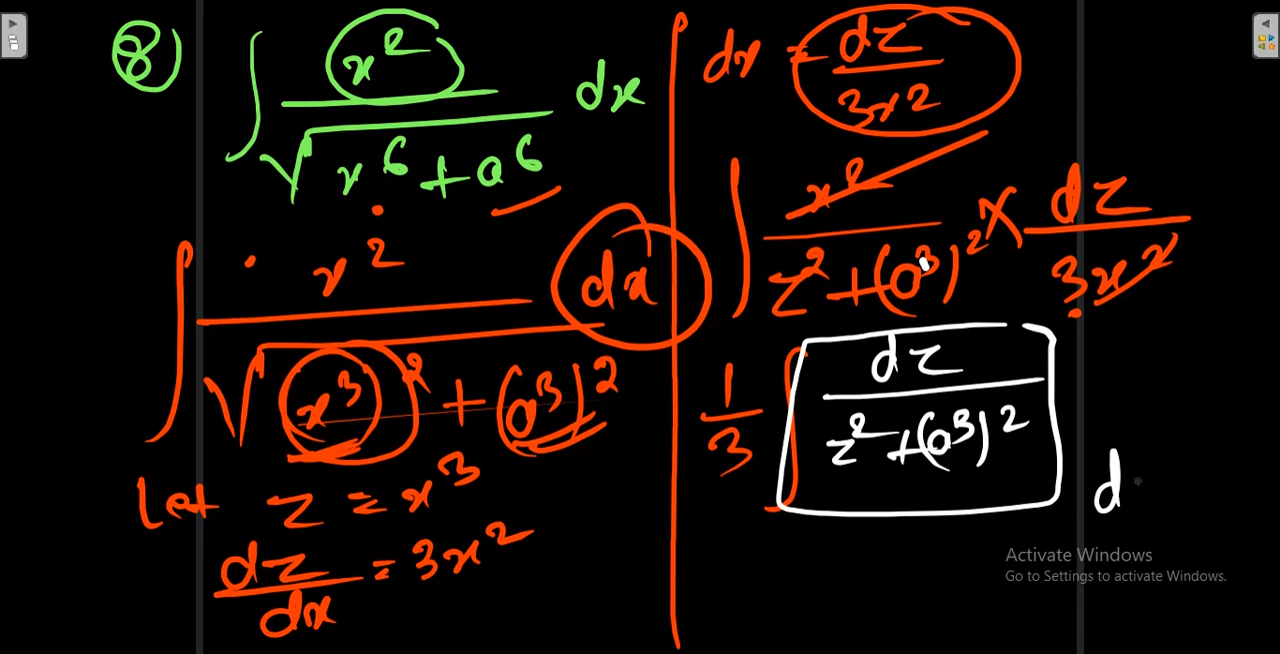 8) ∫ x² / √(x⁶ + a⁶) dx
∫ x² / √((x³)² + (a³)²) dx
Let z = x³
dz/dx = 3x²
dx = dz / 3x²
∫ x² / z² + (a³)² × dz / 3x²
1/3 ∫ dz / z² + (a³)²
d
Activate Windows
Go to Settings to activate Windows.